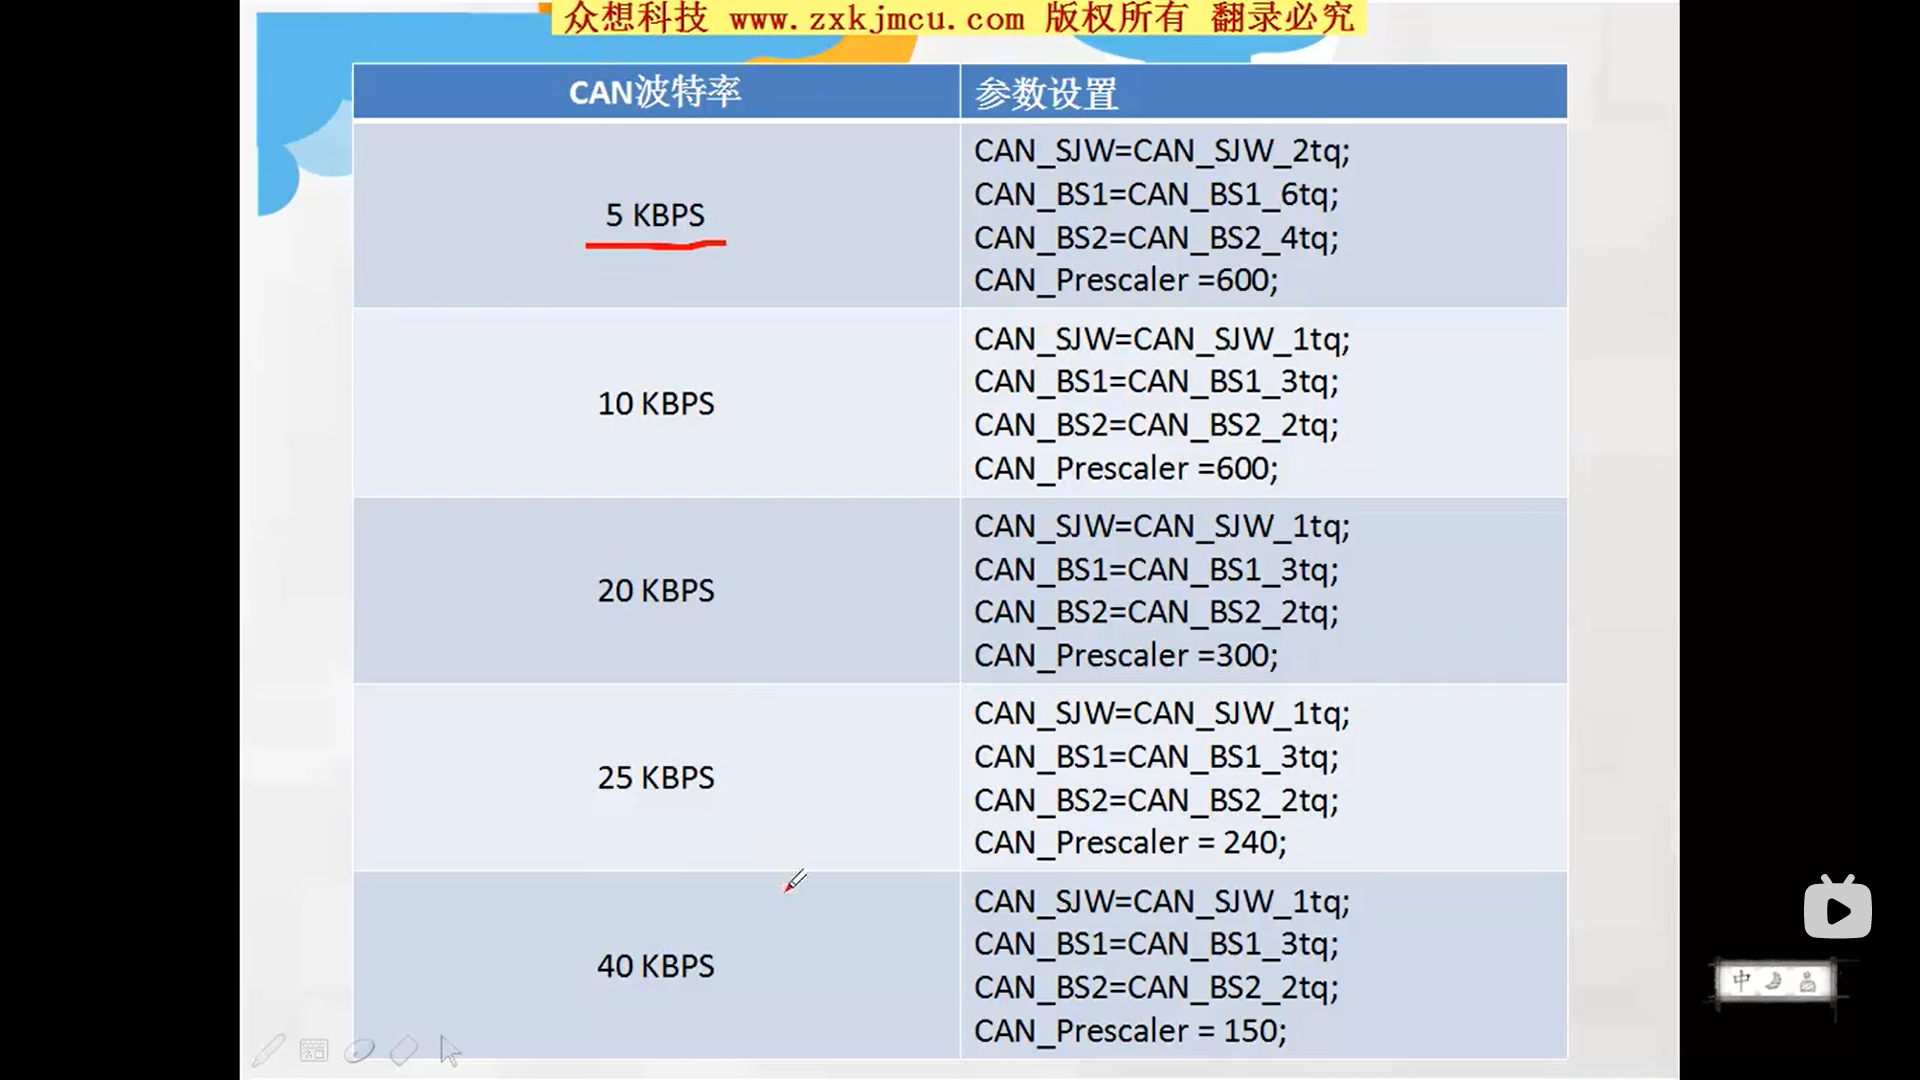 众想科技 www.zxkjmcu.com 版权所有 翻录必究
CAN波特率
参数设置
5 KBPS
CAN_SJW=CAN_SJW_2tq;
CAN_BS1=CAN_BS1_6tq;
CAN_BS2=CAN_BS2_4tq;
CAN_Prescaler =600;
10 KBPS
CAN_SJW=CAN_SJW_1tq;
CAN_BS1=CAN_BS1_3tq;
CAN_BS2=CAN_BS2_2tq;
CAN_Prescaler =600;
20 KBPS
CAN_SJW=CAN_SJW_1tq;
CAN_BS1=CAN_BS1_3tq;
CAN_BS2=CAN_BS2_2tq;
CAN_Prescaler =300;
25 KBPS
CAN_SJW=CAN_SJW_1tq;
CAN_BS1=CAN_BS1_3tq;
CAN_BS2=CAN_BS2_2tq;
CAN_Prescaler = 240;
40 KBPS
CAN_SJW=CAN_SJW_1tq;
CAN_BS1=CAN_BS1_3tq;
CAN_BS2=CAN_BS2_2tq;
CAN_Prescaler = 150;
中